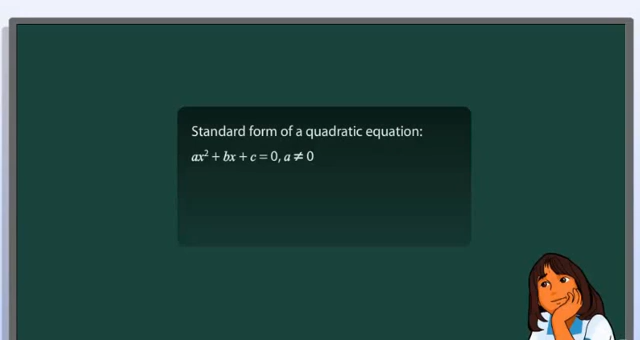 Standard form of a quadratic equation:
ax² + bx + c = 0, a ≠ 0